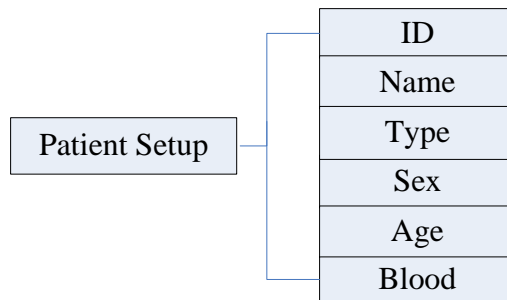 Patient Setup
ID
Name
Type
Sex
Age
Blood